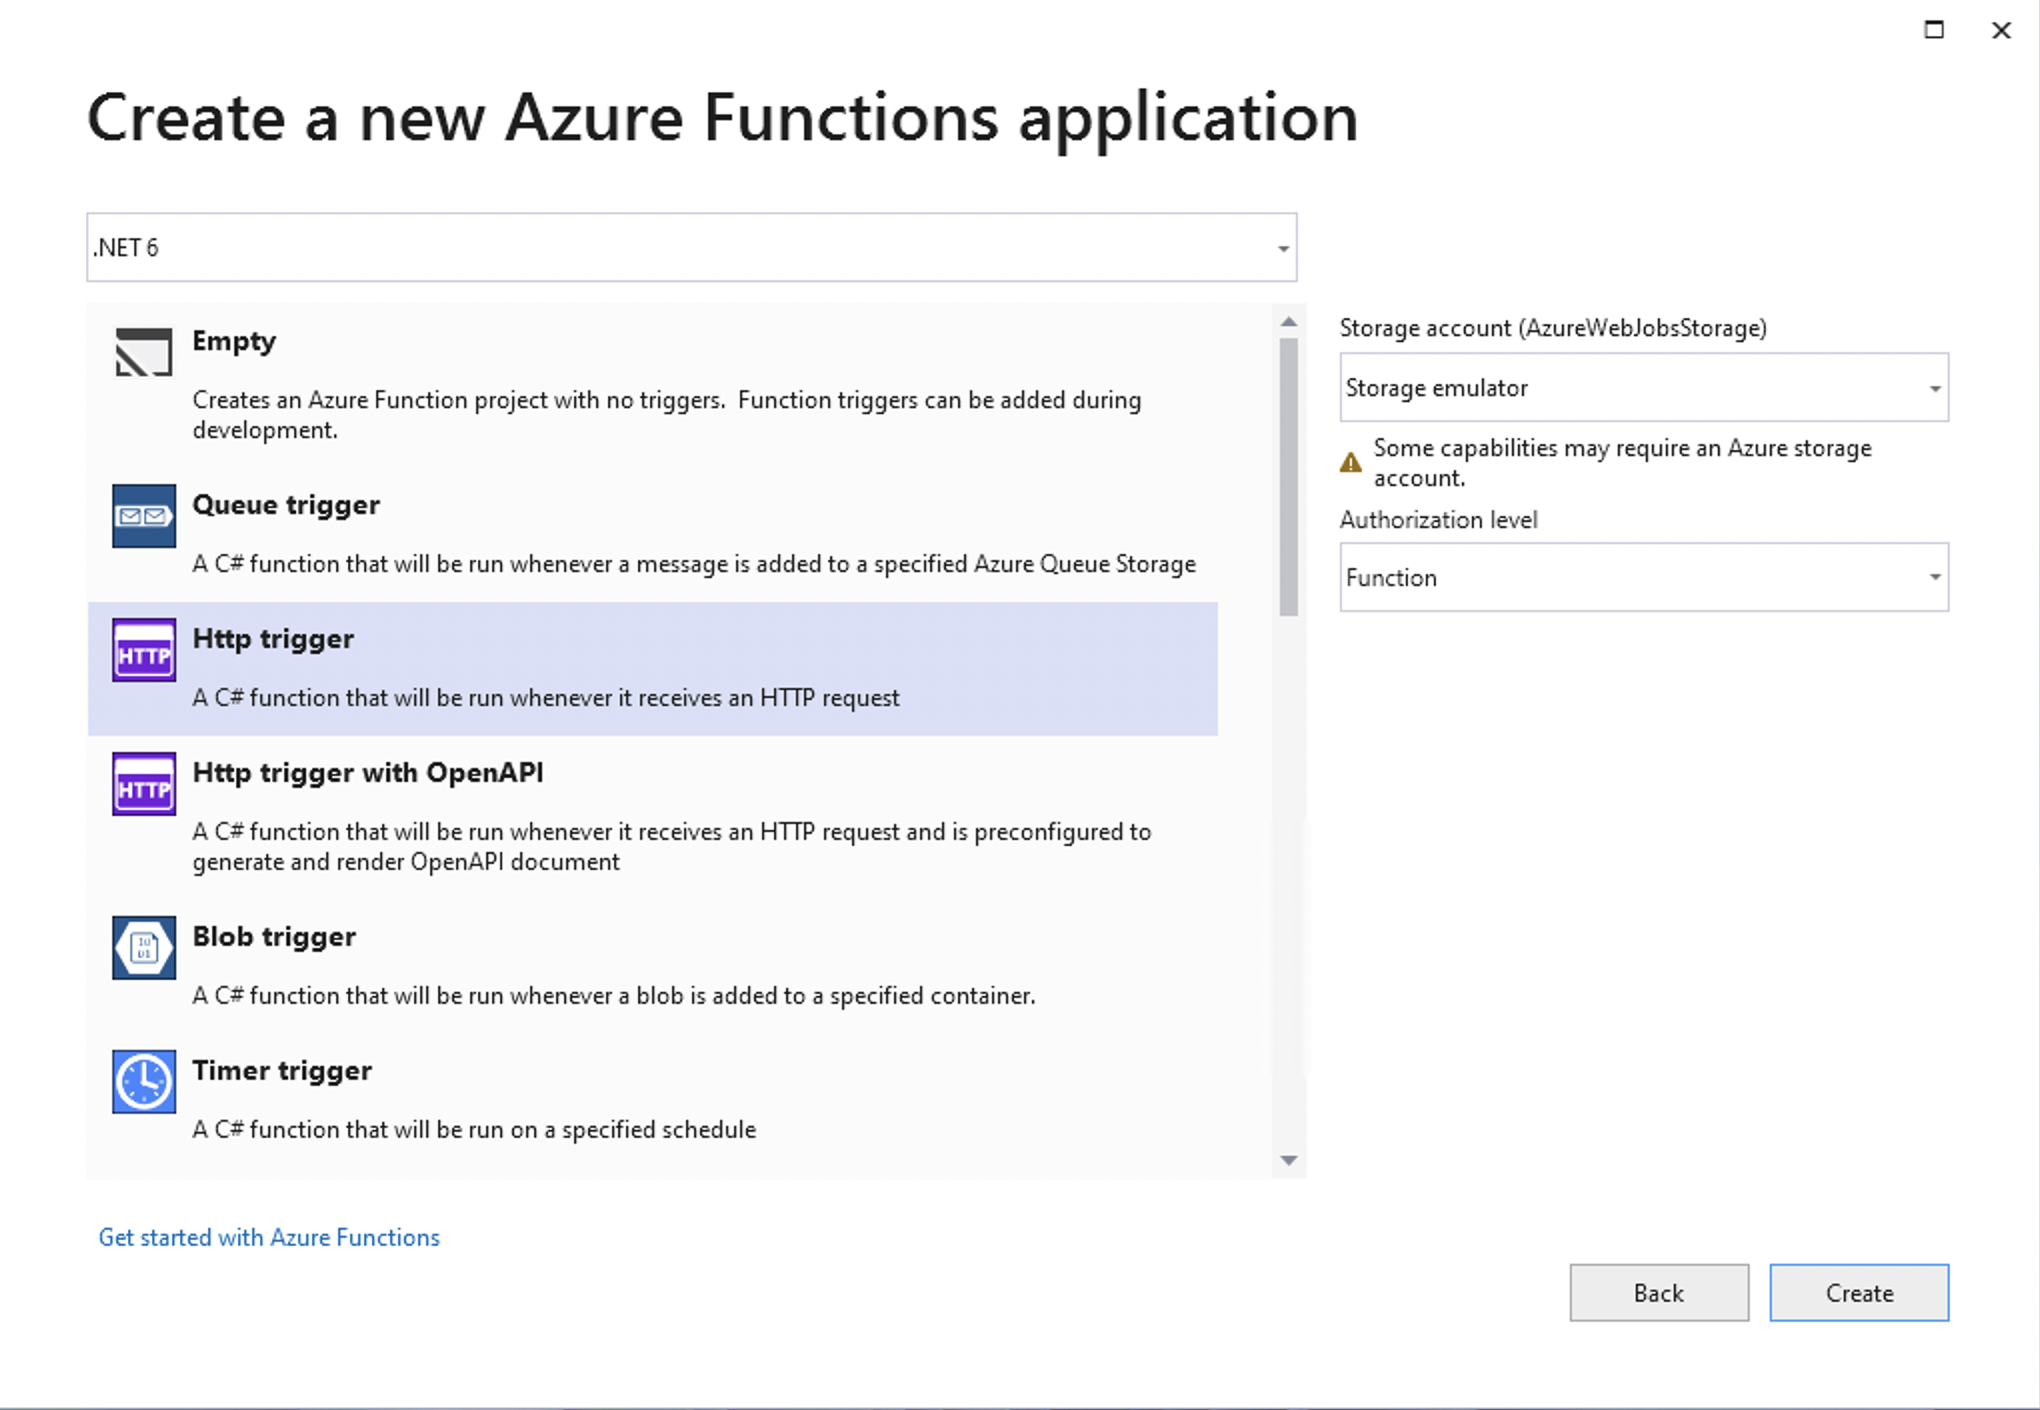 Create a new Azure Functions application
.NET 6
Empty
Creates an Azure Function project with no triggers.  Function triggers can be added during
development.
Queue trigger
A C# function that will be run whenever a message is added to a specified Azure Queue Storage
HTTP
Http trigger
A C# function that will be run whenever it receives an HTTP request
HTTP
Http trigger with OpenAPI
A C# function that will be run whenever it receives an HTTP request and is preconfigured to
generate and render OpenAPI document
Blob trigger
A C# function that will be run whenever a blob is added to a specified container.
Timer trigger
A C# function that will be run on a specified schedule
Storage account (AzureWebJobsStorage)
Storage emulator
Some capabilities may require an Azure storage
account.
Authorization level
Function
Get started with Azure Functions
Back
Create